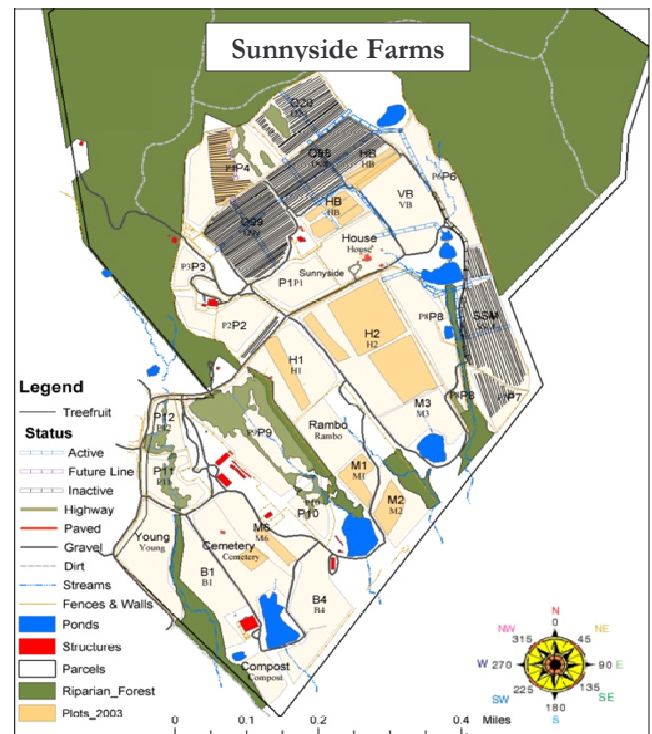 Sunnyside Farms
P4
HB
HB
P6 P6
VB
VB
HB
HB
House
House
P3 P3
Sunnyside
P1 P1
P2 P2
P8 P8
SSM
H2
H2
H1
H1
P7
P8
M3
M3
Rambo
Rambo
P12
P12
P9 P9
P11
P11
M1
M1
M2
M2
P10
Young
Young
M6
M6
Cemetery
Cemetery
B1
B1
B4
B4
Compost
Compost
Legend
Treefruit
Status
Active
Future Line
Inactive
Highway
Paved
Gravel
Dirt
Streams
Fences & Walls
Ponds
Structures
Parcels
Riparian_Forest
Plots_2003
N
0
NW
NE
315
45
W 270
90 E
225
135
SW
SE
180
S
Miles
0 0.1 0.2 0.4